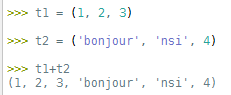 >>> t1 = (1, 2, 3)
>>> t2 = ('bonjour', 'nsi', 4)
>>> t1+t2
(1, 2, 3, 'bonjour', 'nsi', 4)